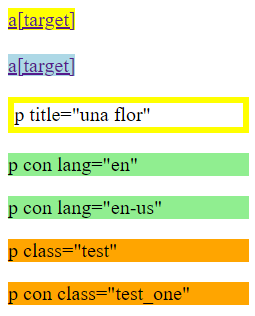 a[target]
a[target]
p title="una flor"
p con lang="en"
p con lang="en-us"
p class="test"
p con class="test_one"